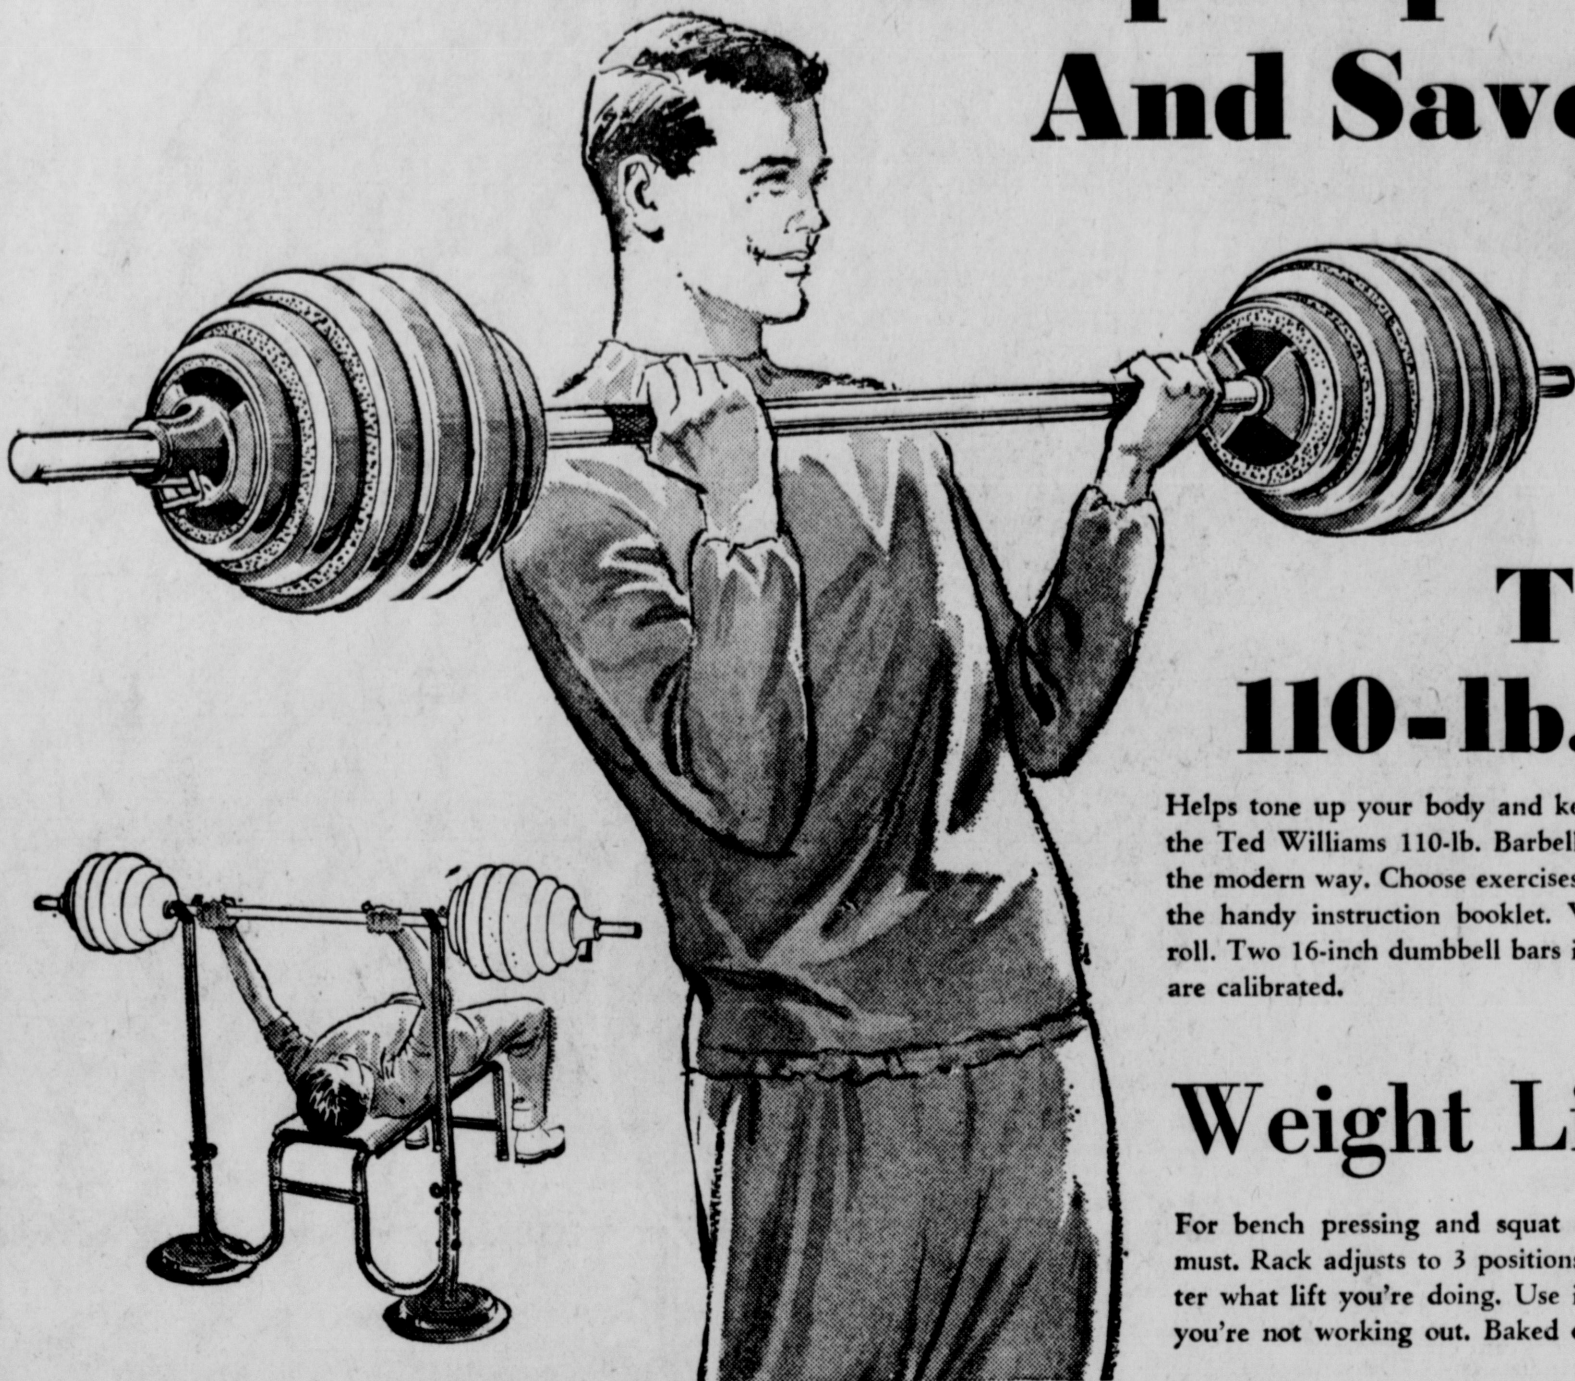 And Save
T
110-lb.
Helps tone up your body and ke
the Ted Williams 110-lb. Barbell
the modern way. Choose exercises
the handy instruction booklet. Y
roll. Two 16-inch dumbbell bars i
are calibrated.
Weight Li
For bench pressing and squat
must. Rack adjusts to 3 positions
ter what lift you're doing. Use i
you're not working out. Baked e